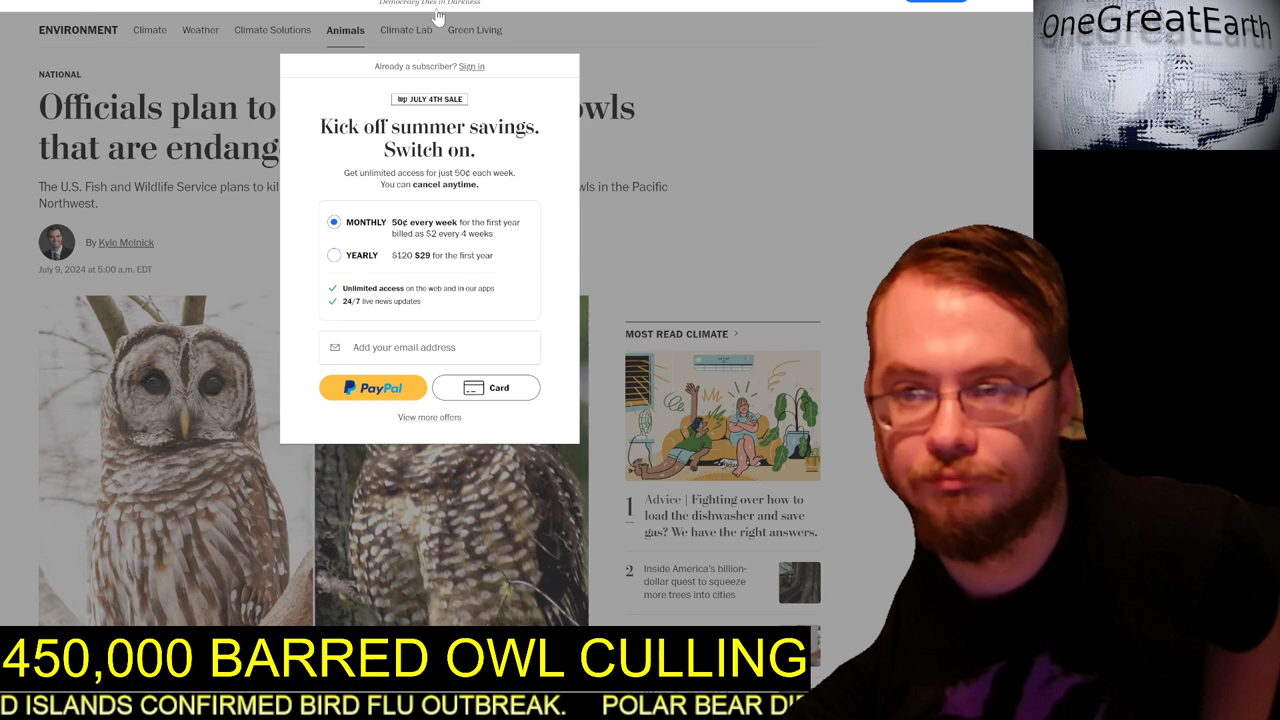 Democracy Dies in Darkness
OneGreatEarth
ENVIRONMENT Climate Weather Climate Solutions Animals Climate Lab Green Living
Already a subscriber? Sign in
NATIONAL
wp JULY 4TH SALE
Officials plan to
owls
that are endang
Kick off summer savings.
Switch on.
Get unlimited access for just 50¢ each week.
You can cancel anytime.
The U.S. Fish and Wildlife Service plans to kil
wls in the Pacific
Northwest.
MONTHLY 50¢ every week for the first year
billed as $2 every 4 weeks
By Kyle Melnick
YEARLY $120 $29 for the first year
July 9, 2024 at 5:00 a.m. EDT
Unlimited access on the web and in our apps
24/7 live news updates
Add your email address
PayPal
Card
View more offers
MOST READ CLIMATE
1 Advice | Fighting over how to
load the dishwasher and save
gas? We have the right answers.
2 Inside America's billion-
dollar quest to squeeze
more trees into cities
450,000 BARRED OWL CULLING
D ISLANDS CONFIRMED BIRD FLU OUTBREAK. POLAR BEAR DI